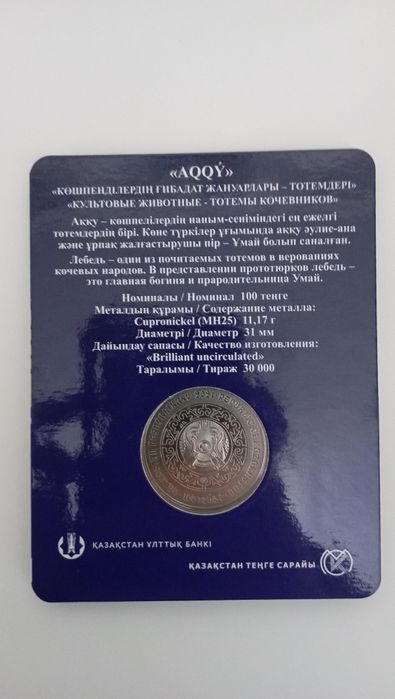 «AQQÝ»
«КӨШПЕНДІЛЕРДІҢ ҒИБАДАТ ЖАНУАРЛАРЫ – ТОТЕМДЕРІ»
«КУЛЬТОВЫЕ ЖИВОТНЫЕ - ТОТЕМЫ КОЧЕВНИКОВ»
Аққу – көшпелілердің наным-сеніміндегі ең ежелгі
тотемдердің бірі. Көне түркілер ұғымында аққу әулие-ана
және ұрпақ жалғастырушы пір – Ұмай болып саналған.
Лебедь – один из почитаемых тотемов в верованиях
кочевых народов. В представлении прототюрков лебедь –
это главная богиня и прародительница Умай.
Номиналы / Номинал 100 теңге
Металдың құрамы / Содержание металла:
Cupronickel (МН25) 11,17 г
Диаметрі / Диаметр 31 мм
Дайындау сапасы / Качество изготовления:
«Brilliant uncirculated»
Таралымы / Тираж 30 000
ҚАЗАҚСТАН ҰЛТТЫҚ БАНКІ
ҚАЗАҚСТАН ТЕҢГЕ САРАЙЫ